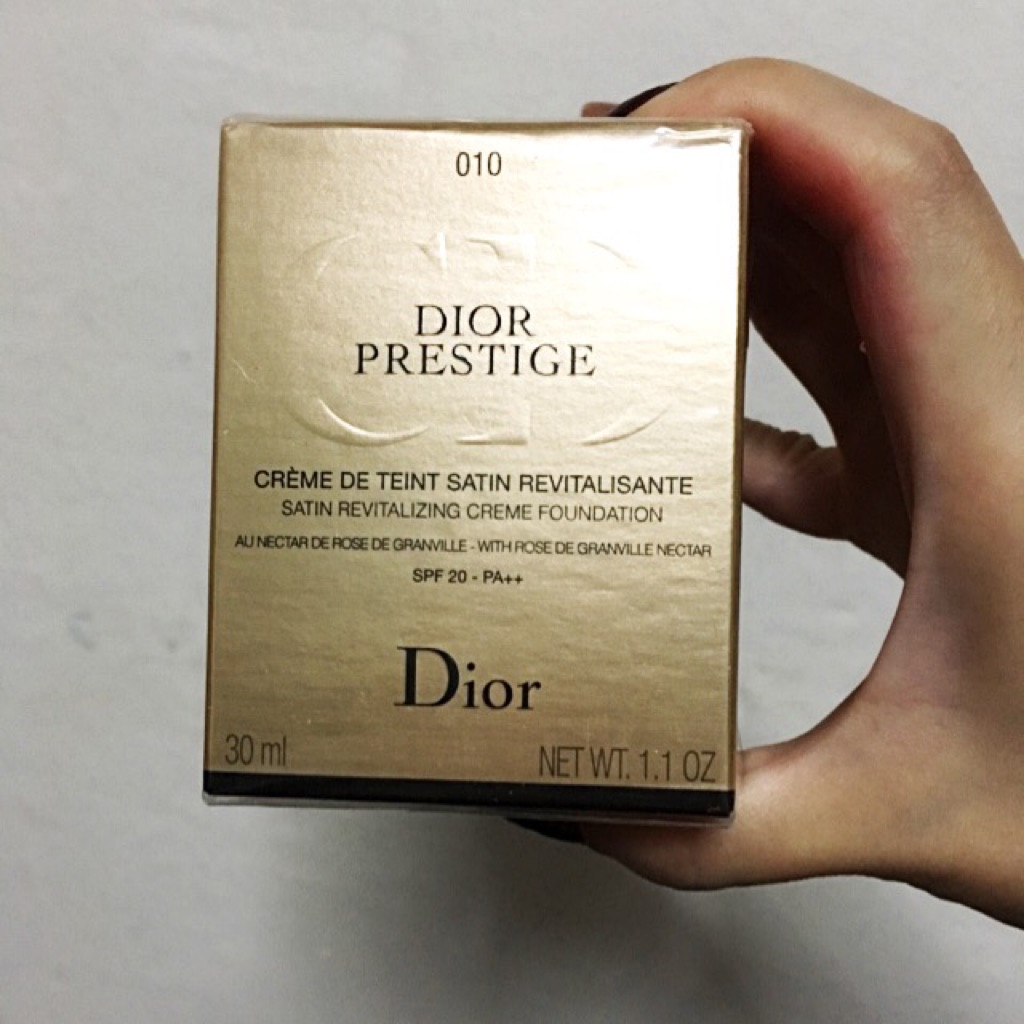 010
DIOR
PRESTIGE
CRÈME DE TEINT SATIN REVITALISANTE
SATIN REVITALIZING CREME FOUNDATION
AU NECTAR DE ROSE DE GRANVILLE - WITH ROSE DE GRANVILLE NECTAR
SPF 20 - PA++
Dior
30 ml NET WT. 1.1 OZ